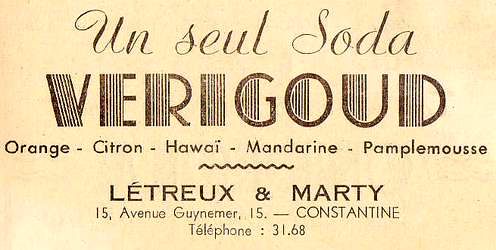 Un seul Soda
VERIGOUD
Orange - Citron - Hawaï - Mandarine - Pamplemousse
LÉTREUX & MARTY
15, Avenue Guynemer, 15. — CONSTANTINE
Téléphone : 31.68